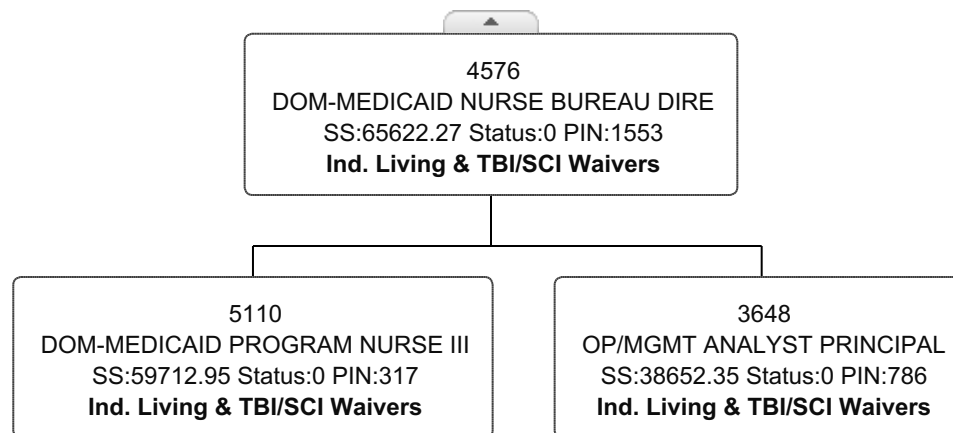 4576
DOM-MEDICAID NURSE BUREAU DIRE
SS:65622.27 Status:0 PIN:1553
Ind. Living & TBI/SCI Waivers
5110
DOM-MEDICAID PROGRAM NURSE III
SS:59712.95 Status:0 PIN:317
Ind. Living & TBI/SCI Waivers
3648
OP/MGMT ANALYST PRINCIPAL
SS:38652.35 Status:0 PIN:786
Ind. Living & TBI/SCI Waivers